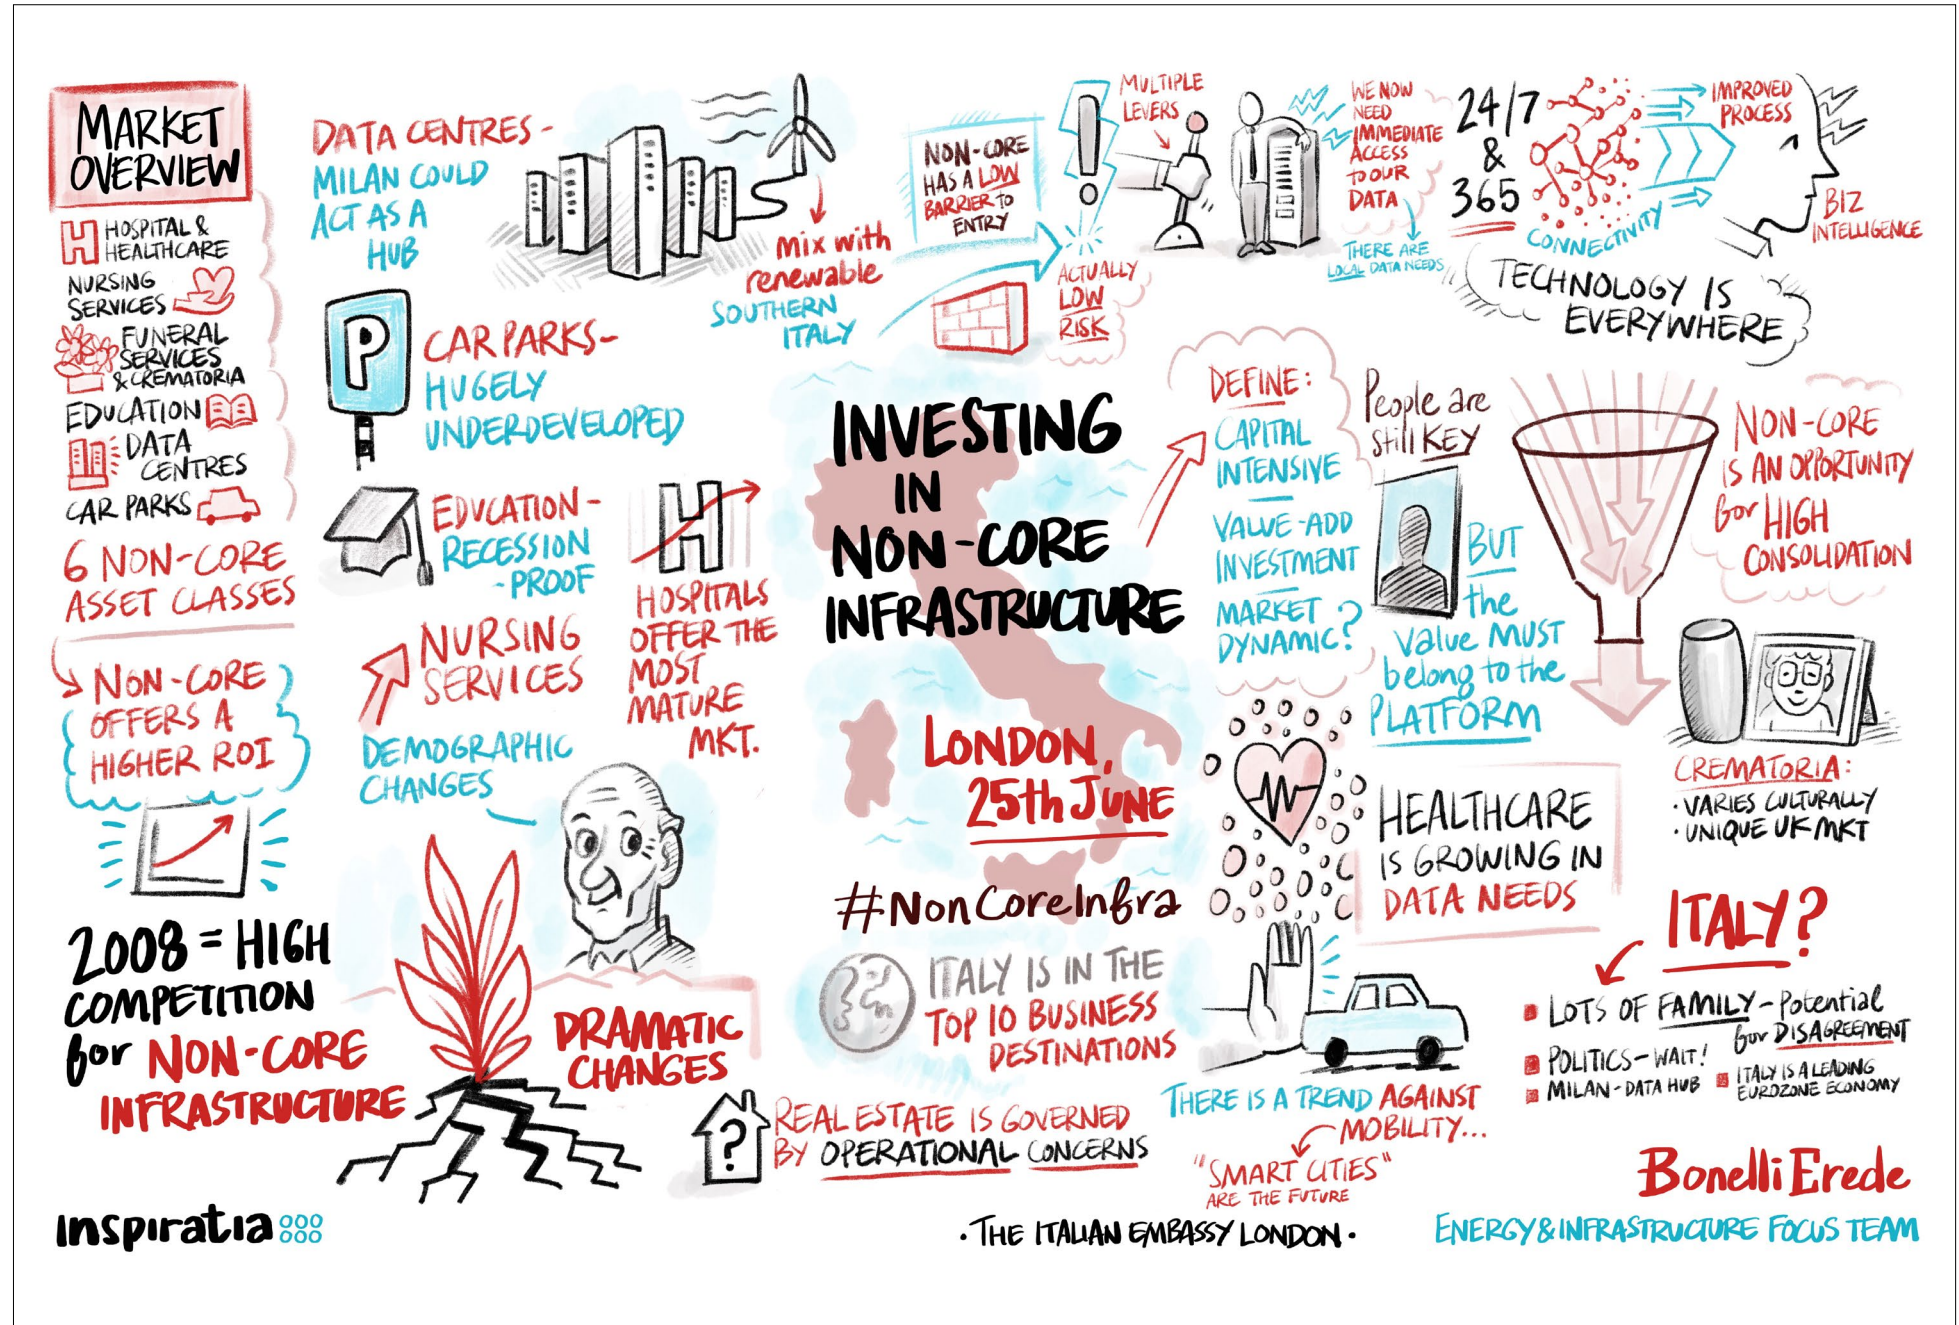 MARKET
OVERVIEW
H HOSPITAL &
HEALTHCARE
NURSING
SERVICES
FUNERAL
SERVICES
& CREMATORIA
EDUCATION
DATA
CENTRES
CAR PARKS
6 NON-CORE
ASSET CLASSES
NON-CORE
OFFERS A
HIGHER ROI
2008 = HIGH
COMPETITION
for NON-CORE
INFRASTRUCTURE
inspiratia
DATA CENTRES-
MILAN COULD
ACT AS A
HUB
mix with
renewable
SOUTHERN
ITALY
P
CAR PARKS-
HUGELY
UNDERDEVELOPED
EDUCATION-
RECESSION
-PROOF
H
HOSPITALS
OFFER THE
MOST
MATURE
MKT.
NURSING
SERVICES
DEMOGRAPHIC
CHANGES
DRAMATIC
CHANGES
?
REAL ESTATE IS GOVERNED
BY OPERATIONAL CONCERNS
NON-CORE
HAS A LOW
BARRIER to
ENTRY
!
ACTUALLY
LOW
RISK
MULTIPLE
LEVERS
WE NOW
NEED
IMMEDIATE
ACCESS
to OUR
DATA
THERE ARE
LOCAL DATA NEEDS
24/7
&
365
CONNECTIVITY
IMPROVED
PROCESS
BIZ
INTELLIGENCE
TECHNOLOGY IS
EVERYWHERE
INVESTING
IN
NON-CORE
INFRASTRUCTURE
LONDON,
25th JUNE
#NonCoreInfra
ITALY IS IN THE
TOP 10 BUSINESS
DESTINATIONS
DEFINE:
CAPITAL
INTENSIVE
VALUE-ADD
INVESTMENT
MARKET
DYNAMIC?
People are
still KEY
BUT
the
Value MUST
belong to the
PLATFORM
NON-CORE
IS AN OPPORTUNITY
for HIGH
CONSOLIDATION
CREMATORIA:
• VARIES CULTURALLY
• UNIQUE UK MKT
HEALTHCARE
IS GROWING IN
DATA NEEDS
THERE IS A TREND AGAINST
MOBILITY...
"SMART CITIES"
ARE THE FUTURE
ITALY?
LOTS OF FAMILY - Potential
for DISAGREEMENT
POLITICS - WAIT!
MILAN - DATA HUB
ITALY IS A LEADING
EUROZONE ECONOMY
BonelliErede
ENERGY & INFRASTRUCTURE FOCUS TEAM
• THE ITALIAN EMBASSY LONDON •